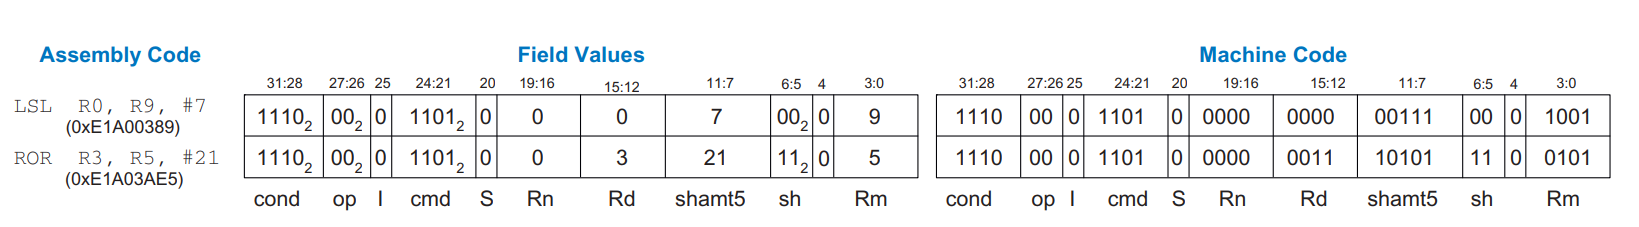 Assembly Code Field Values Machine Code
31:28 27:26 25 24:21 20 19:16 15:12 11:7 6:5 4 3:0 31:28 27:26 25 24:21 20 19:16 15:12 11:7 6:5 4 3:0
LSL R0, R9, #7 1110₂ 00₂ 0 1101₂ 0 0 0 7 00₂ 0 9 1110 00 0 1101 0 0000 0000 00111 00 0 1001
(0xE1A00389)
ROR R3, R5, #21 1110₂ 00₂ 0 1101₂ 0 0 3 21 11₂ 0 5 1110 00 0 1101 0 0000 0011 10101 11 0 0101
(0xE1A03AE5)
cond op I cmd S Rn Rd shamt5 sh Rm cond op I cmd S Rn Rd shamt5 sh Rm